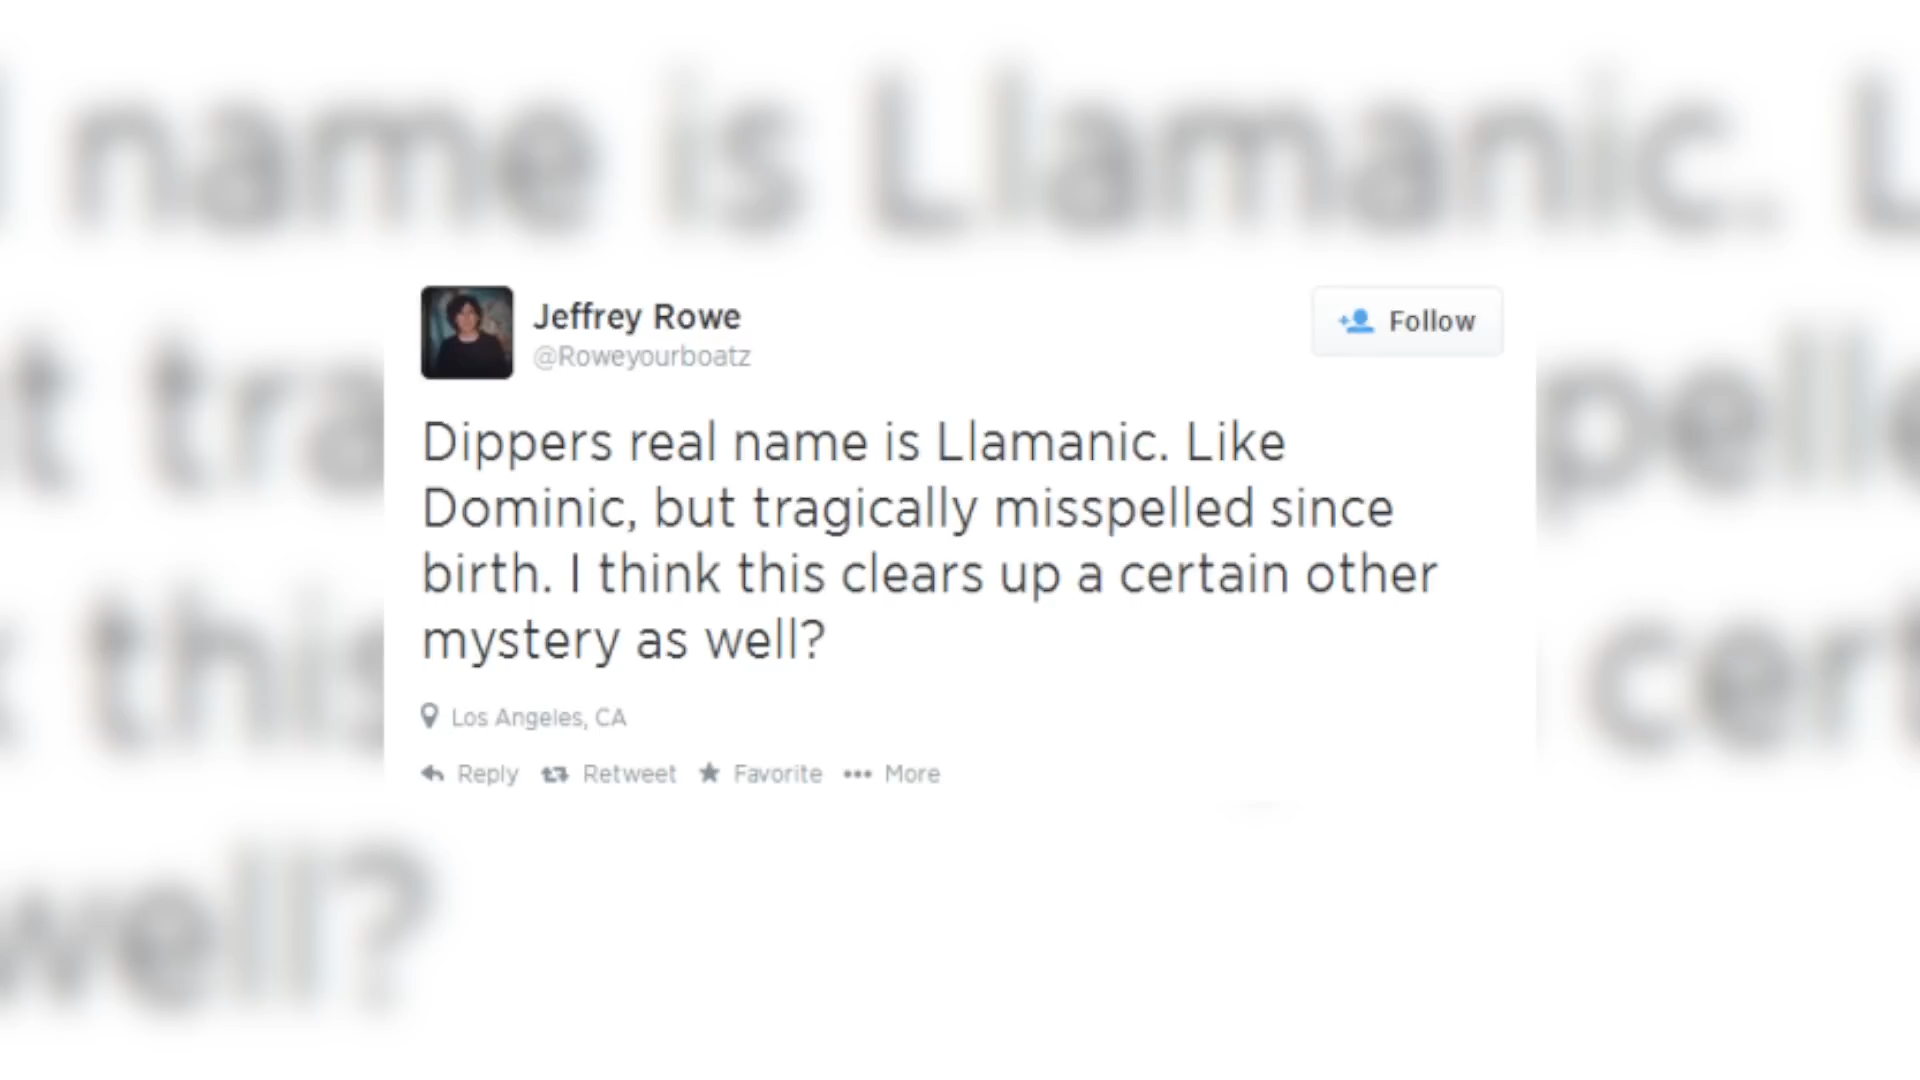 name is Llamanic. L
Jeffrey Rowe
@Roweyourboatz
Follow
Dippers real name is Llamanic. Like
Dominic, but tragically misspelled since
birth. I think this clears up a certain other
mystery as well?
Los Angeles, CA
Reply Retweet Favorite More
t tra
pelle
this
cert
well?